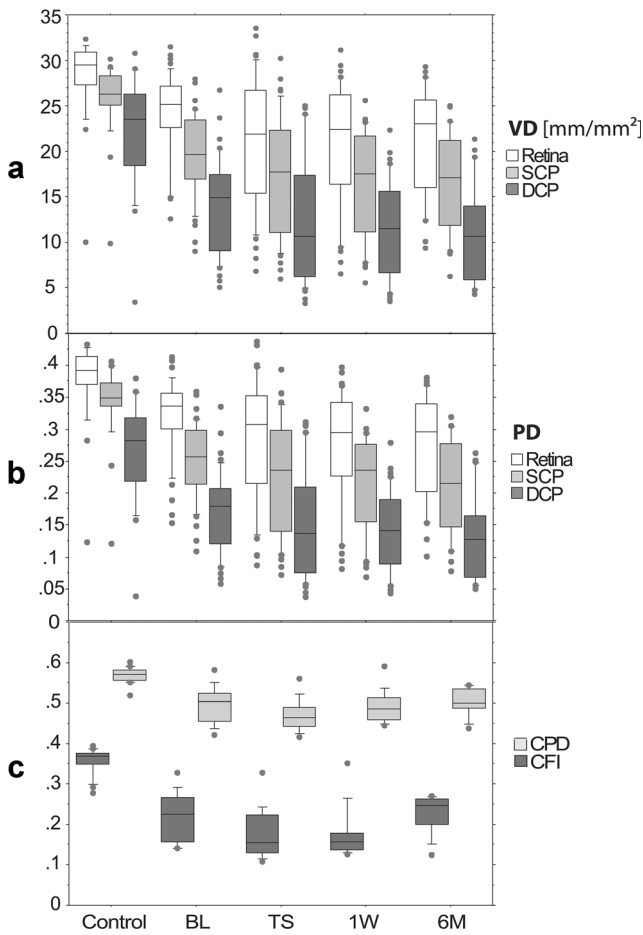 35
30
25
20
15
10
5
0
a
VD [mm/mm²]
Retina
SCP
DCP
.4
.35
.3
.25
.2
.15
.1
.05
0
b
PD
Retina
SCP
DCP
.6
.5
.4
.3
.2
.1
0
c
CPD
CFI
Control BL TS 1W 6M